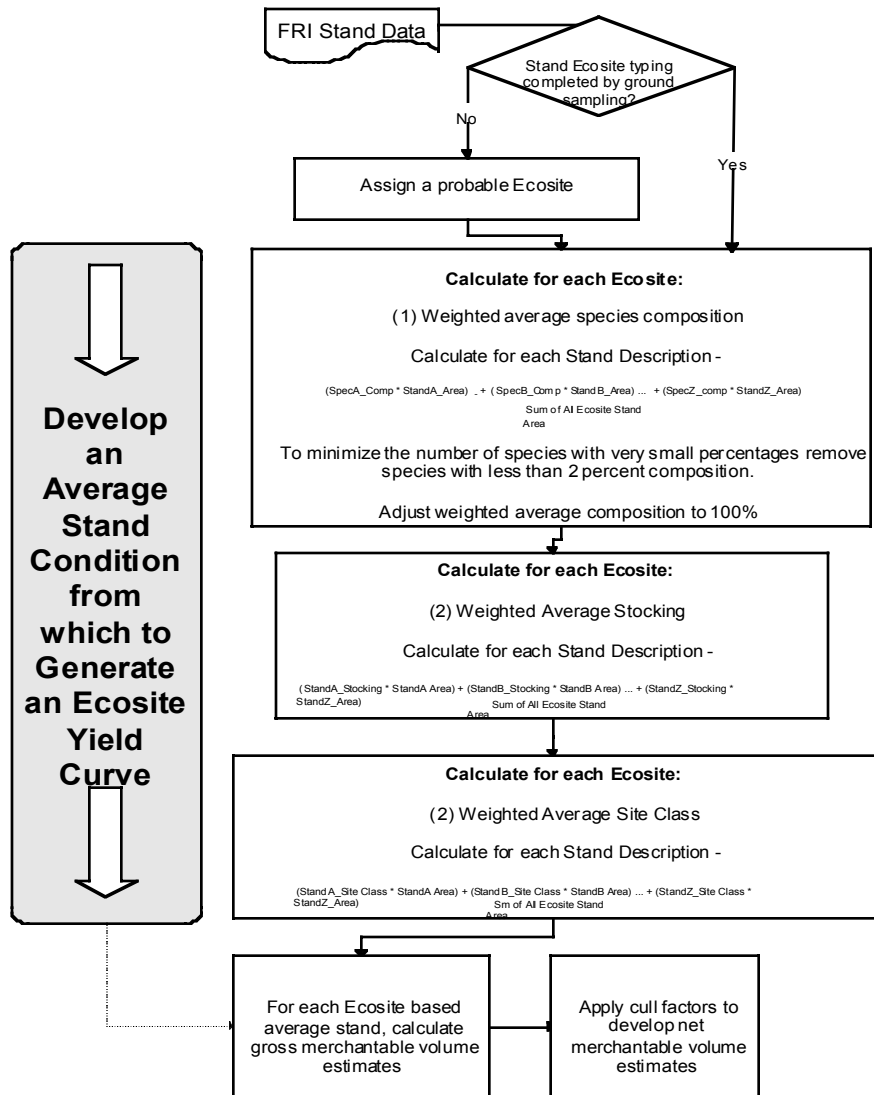 FRI Stand Data
Stand Ecosite typing
completed by ground
sampling?
No
Yes
Assign a probable Ecosite
Develop
an
Average
Stand
Condition
from
which to
Generate
an Ecosite
Yield
Curve
Calculate for each Ecosite:
(1) Weighted average species composition
Calculate for each Stand Description -
(SpecA_Comp * StandA_Area) + (SpecB_Comp * StandB_Area) ... + (SpecZ_comp * StandZ_Area)
Sum of All Ecosite Stand
Area
To minimize the number of species with very small percentages remove
species with less than 2 percent composition.
Adjust weighted average composition to 100%
Calculate for each Ecosite:
(2) Weighted Average Stocking
Calculate for each Stand Description -
(StandA_Stocking * StandA Area) + (StandB_Stocking * StandB Area) ... + (StandZ_Stocking *
StandZ_Area)
Sum of All Ecosite Stand
Area
Calculate for each Ecosite:
(2) Weighted Average Site Class
Calculate for each Stand Description -
(StandA_Site Class * StandA Area) + (StandB_Site Class * StandB Area) ... + (StandZ_Site Class *
StandZ_Area)
Sm of All Ecosite Stand
Area
For each Ecosite based
average stand, calculate
gross merchantable volume
estimates
Apply cull factors to
develop net
merchantable volume
estimates